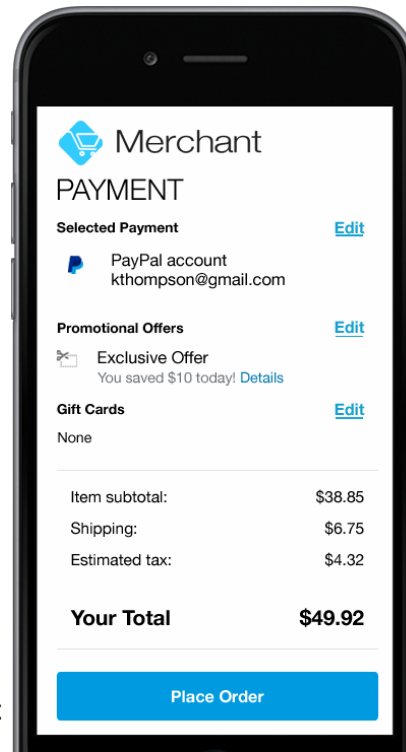 Merchant
PAYMENT
Selected Payment Edit
PayPal account
kthompson@gmail.com
Promotional Offers Edit
Exclusive Offer
You saved $10 today! Details
Gift Cards Edit
None
Item subtotal: $38.85
Shipping: $6.75
Estimated tax: $4.32
Your Total $49.92
Place Order